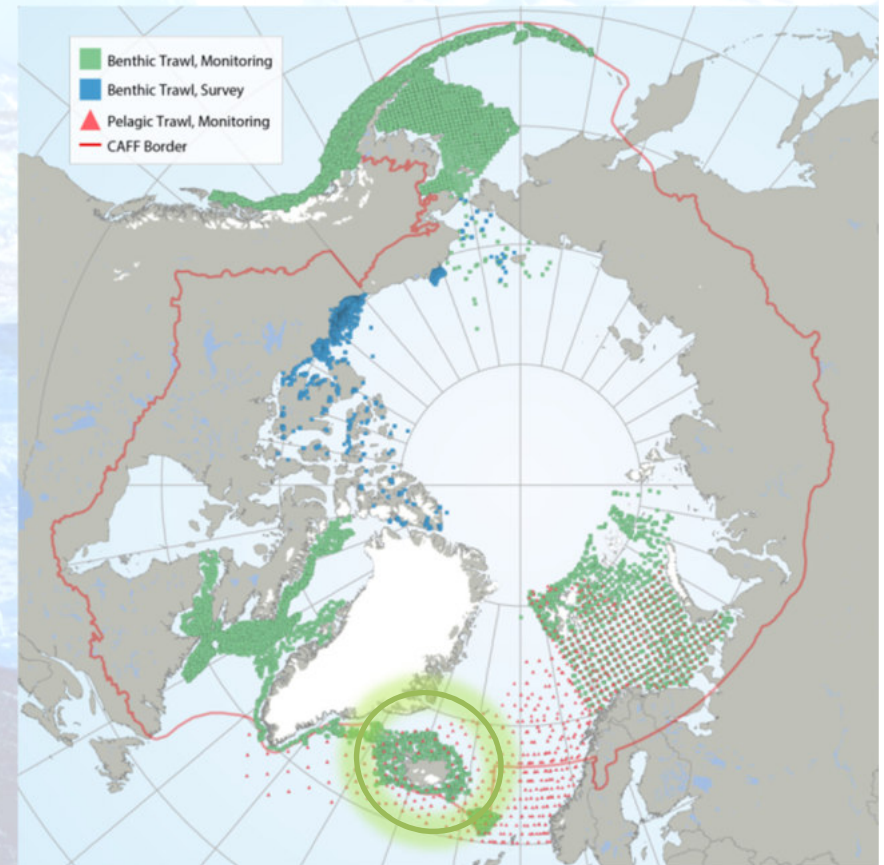 Benthic Trawl, Monitoring
Benthic Trawl, Survey
Pelagic Trawl, Monitoring
CAFF Border